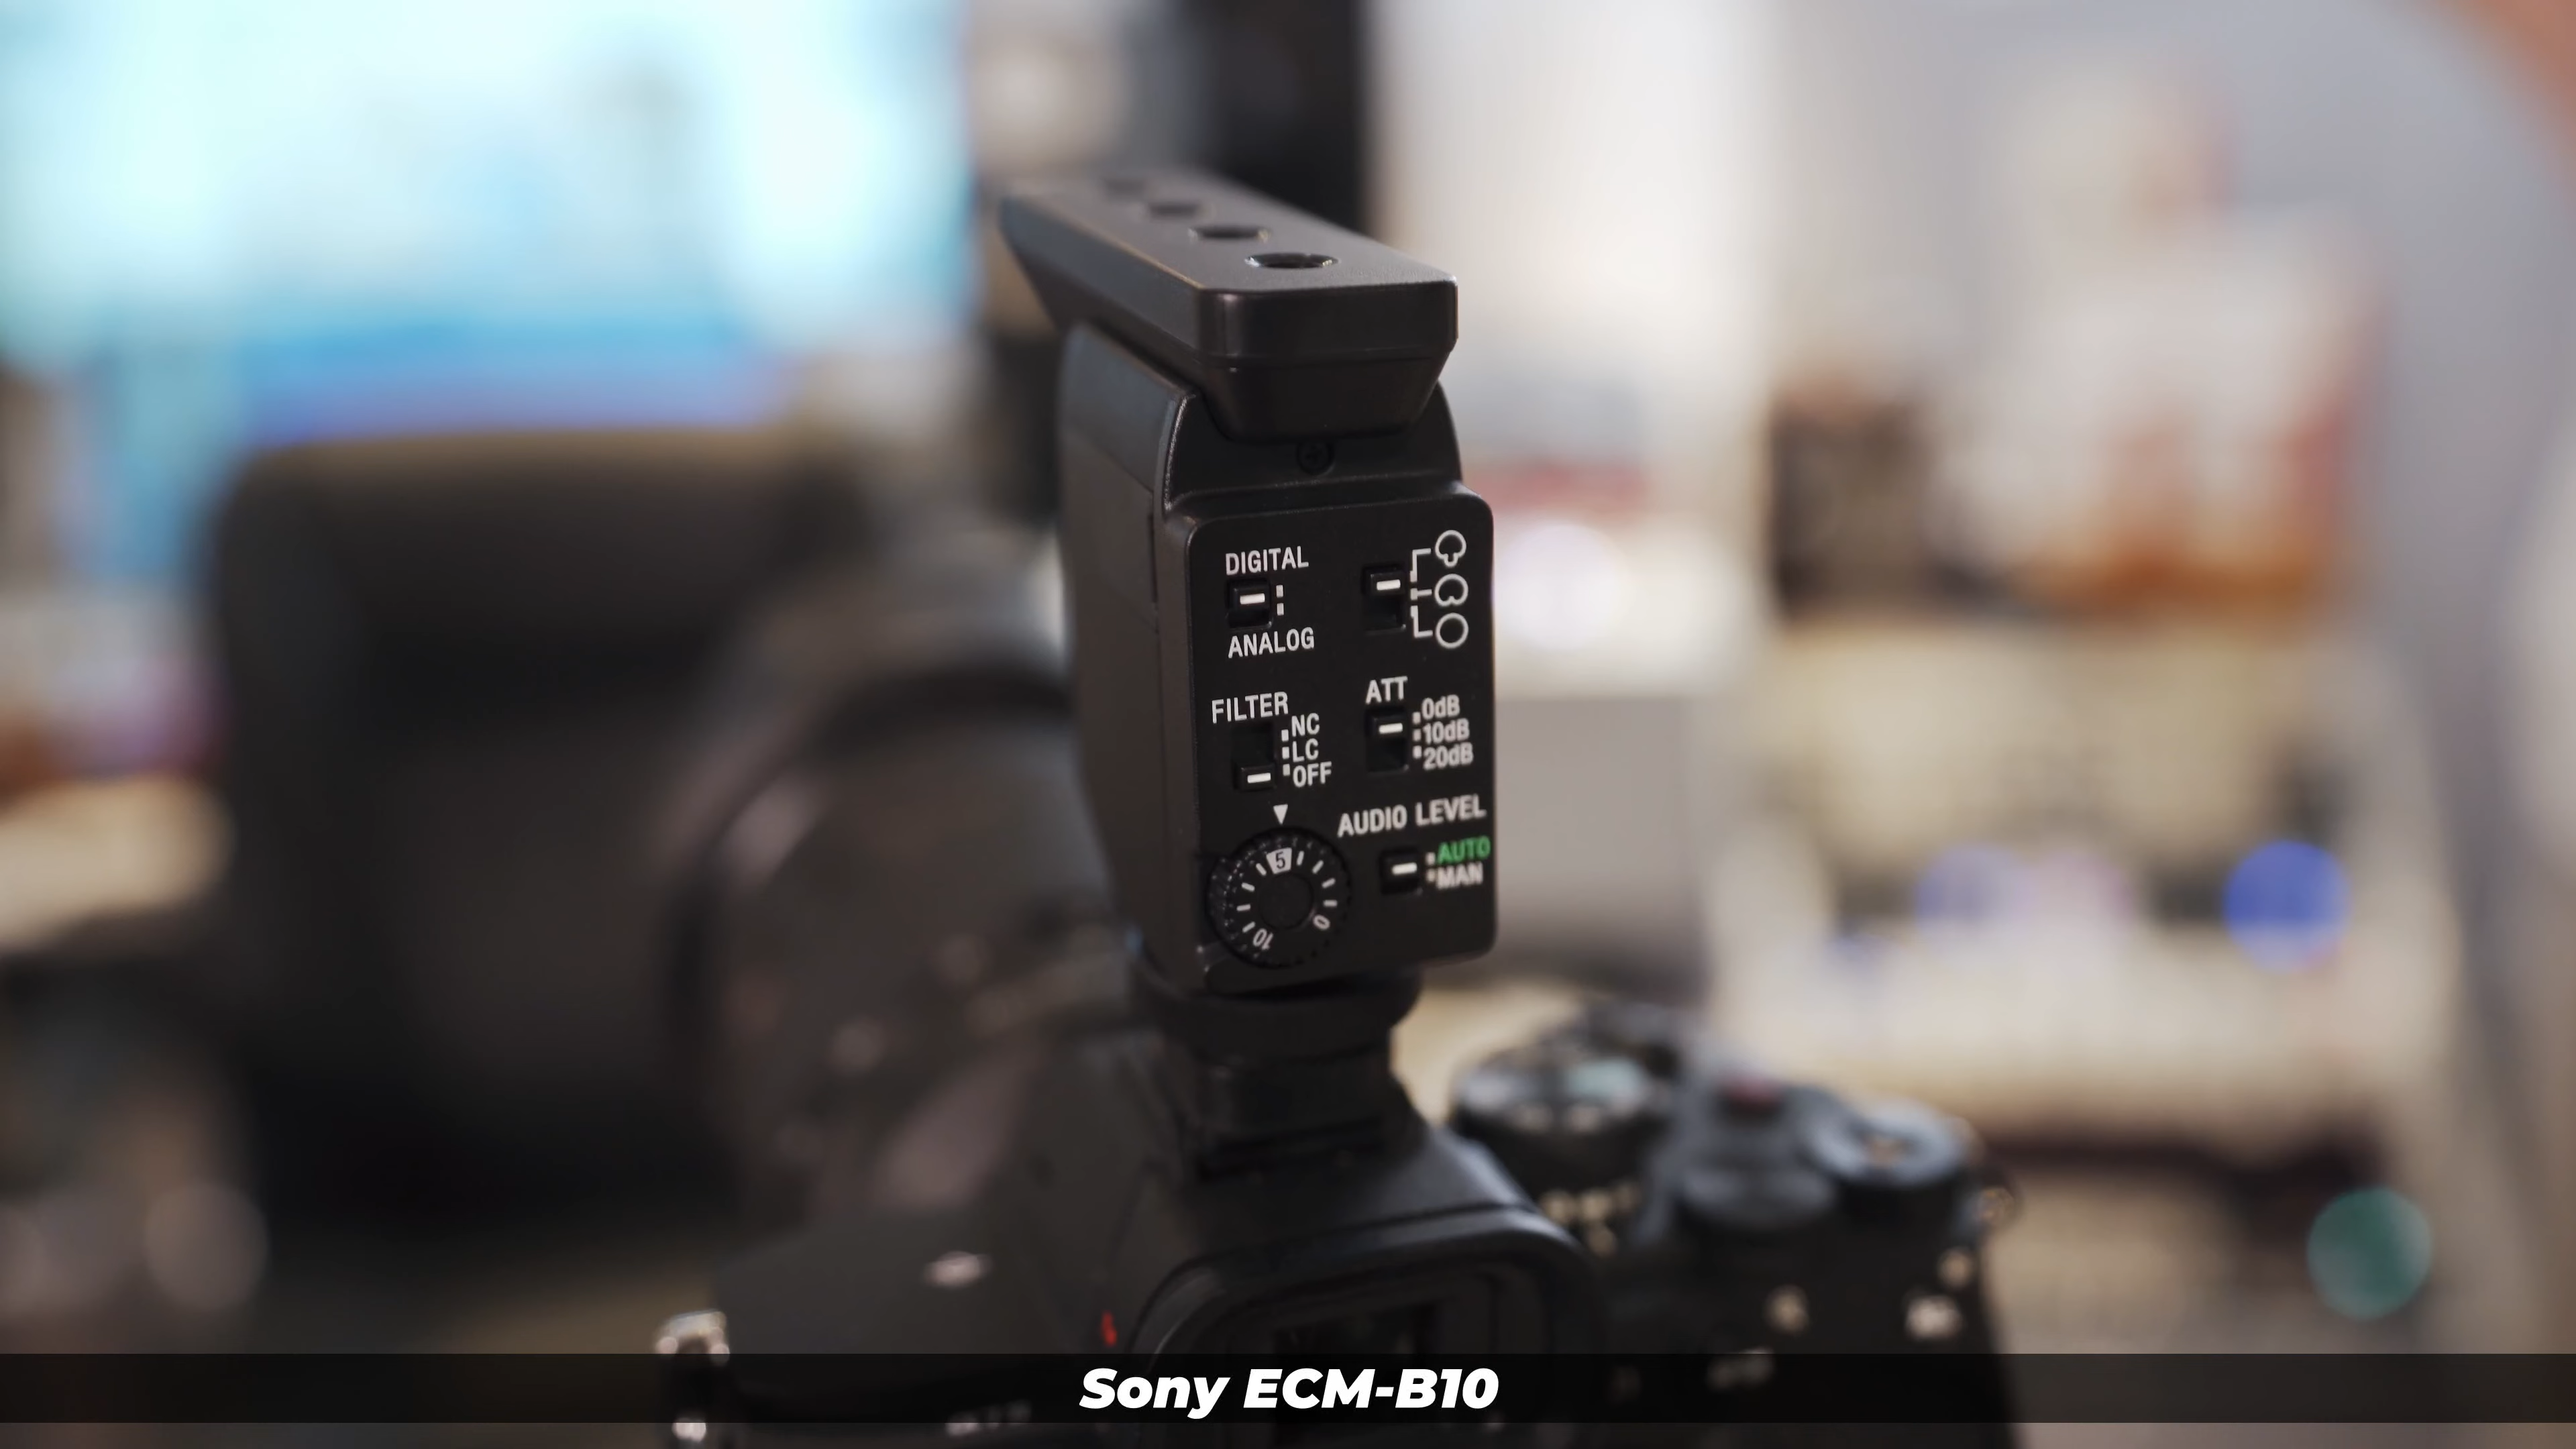 DIGITAL
ANALOG
FILTER
NC
LC
OFF
ATT
0dB
10dB
20dB
AUDIO LEVEL
AUTO
MAN
5
10
0
Sony ECM-B10